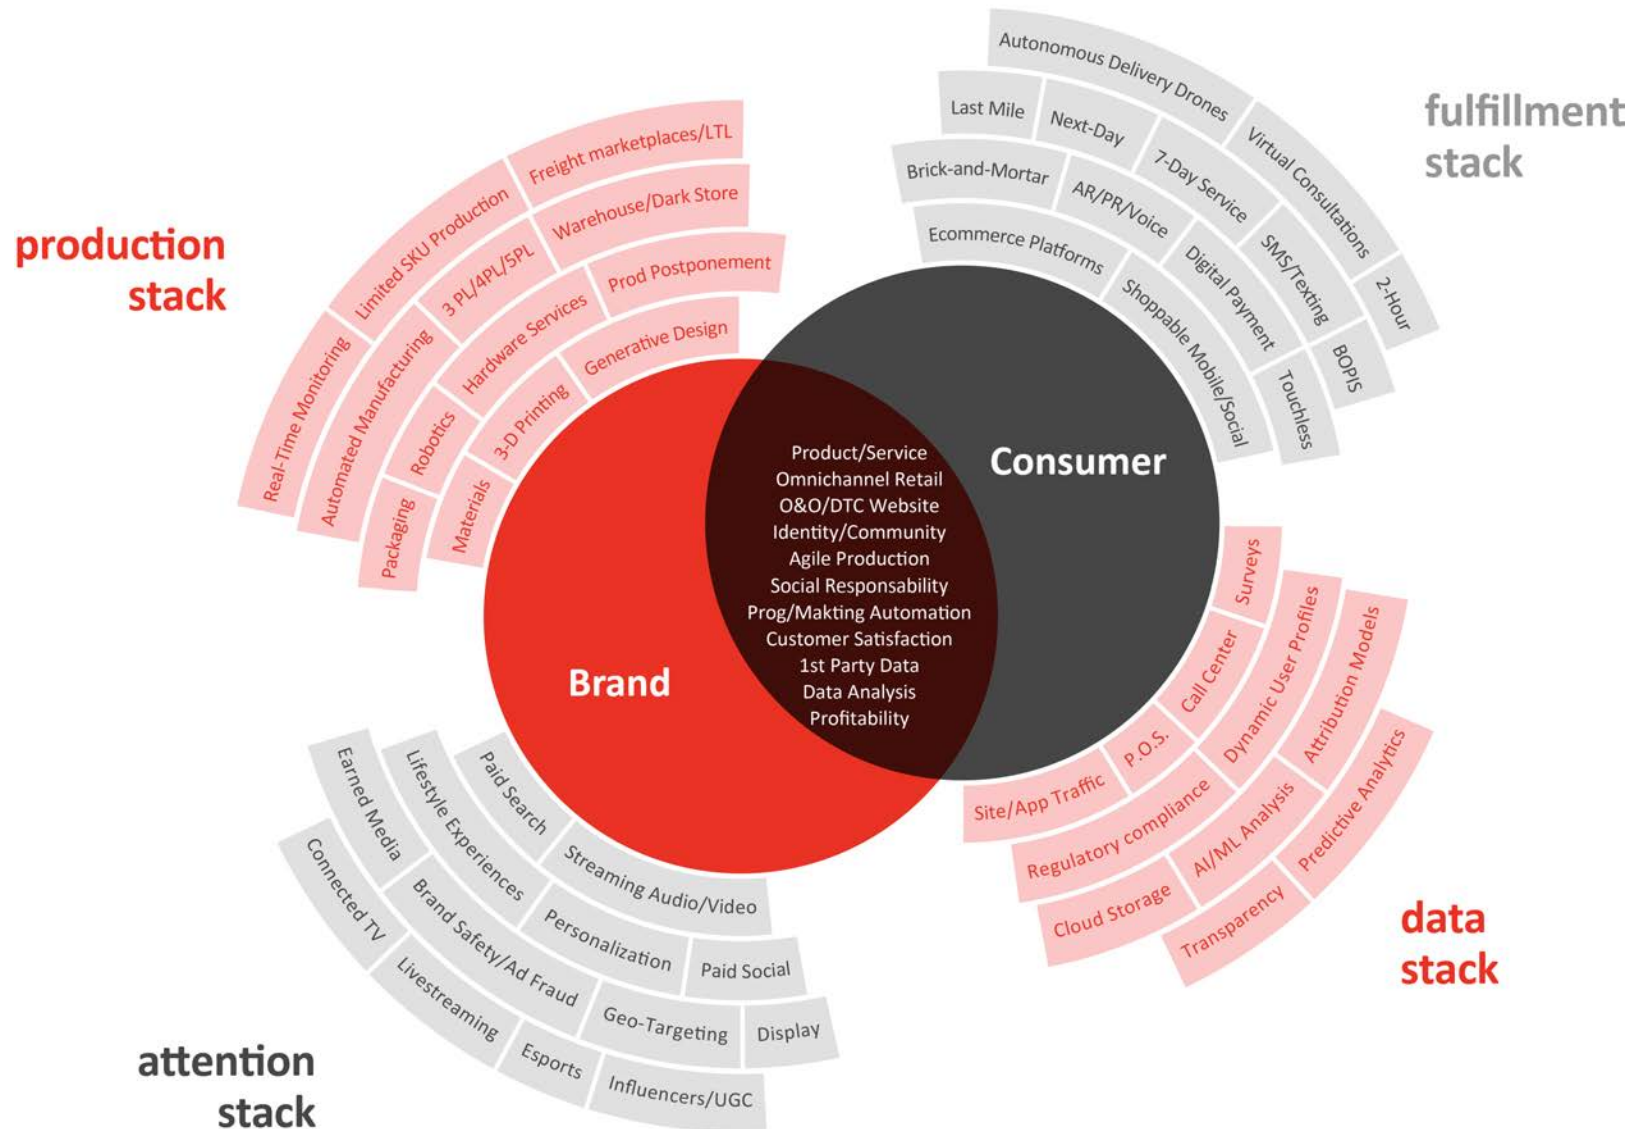 production
stack
Freight marketplaces/LTL
Limited SKU Production
Real-Time Monitoring
Warehouse/Dark Store
3 PL/4PL/5PL
Automated Manufacturing
Prod Postponement
Hardware Services
Robotics
Packaging
Generative Design
3-D Printing
Materials
fulfillment
stack
Autonomous Delivery Drones
Virtual Consultations
2-Hour
Last Mile
Next-Day
7-Day Service
SMS/Texting
BOPIS
Brick-and-Mortar
AR/PR/Voice
Digital Payment
Touchless
Ecommerce Platforms
Shoppable Mobile/Social
Consumer
Brand
Product/Service
Omnichannel Retail
O&O/DTC Website
Identity/Community
Agile Production
Social Responsability
Prog/Makting Automation
Customer Satisfaction
1st Party Data
Data Analysis
Profitability
attention
stack
Paid Search
Streaming Audio/Video
Lifestyle Experiences
Personalization
Paid Social
Earned Media
Brand Safety/Ad Fraud
Geo-Targeting
Display
Connected TV
Livestreaming
Esports
Influencers/UGC
data
stack
Surveys
Call Center
P.O.S.
Site/App Traffic
Dynamic User Profiles
Regulatory compliance
Attribution Models
AI/ML Analysis
Cloud Storage
Predictive Analytics
Transparency